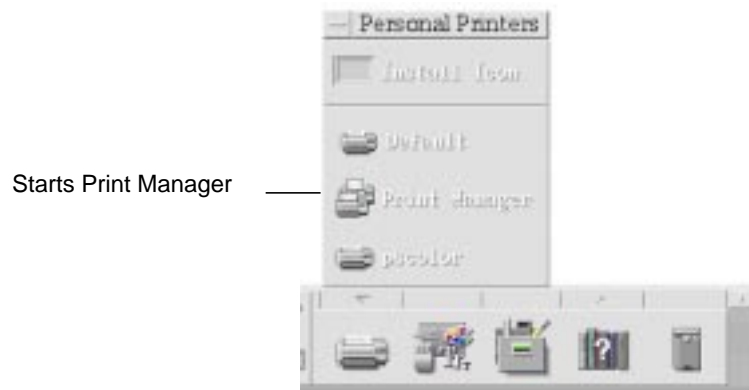 Personal Printers
Install Icon
Default
Starts Print Manager
Print Manager
pscolor
?